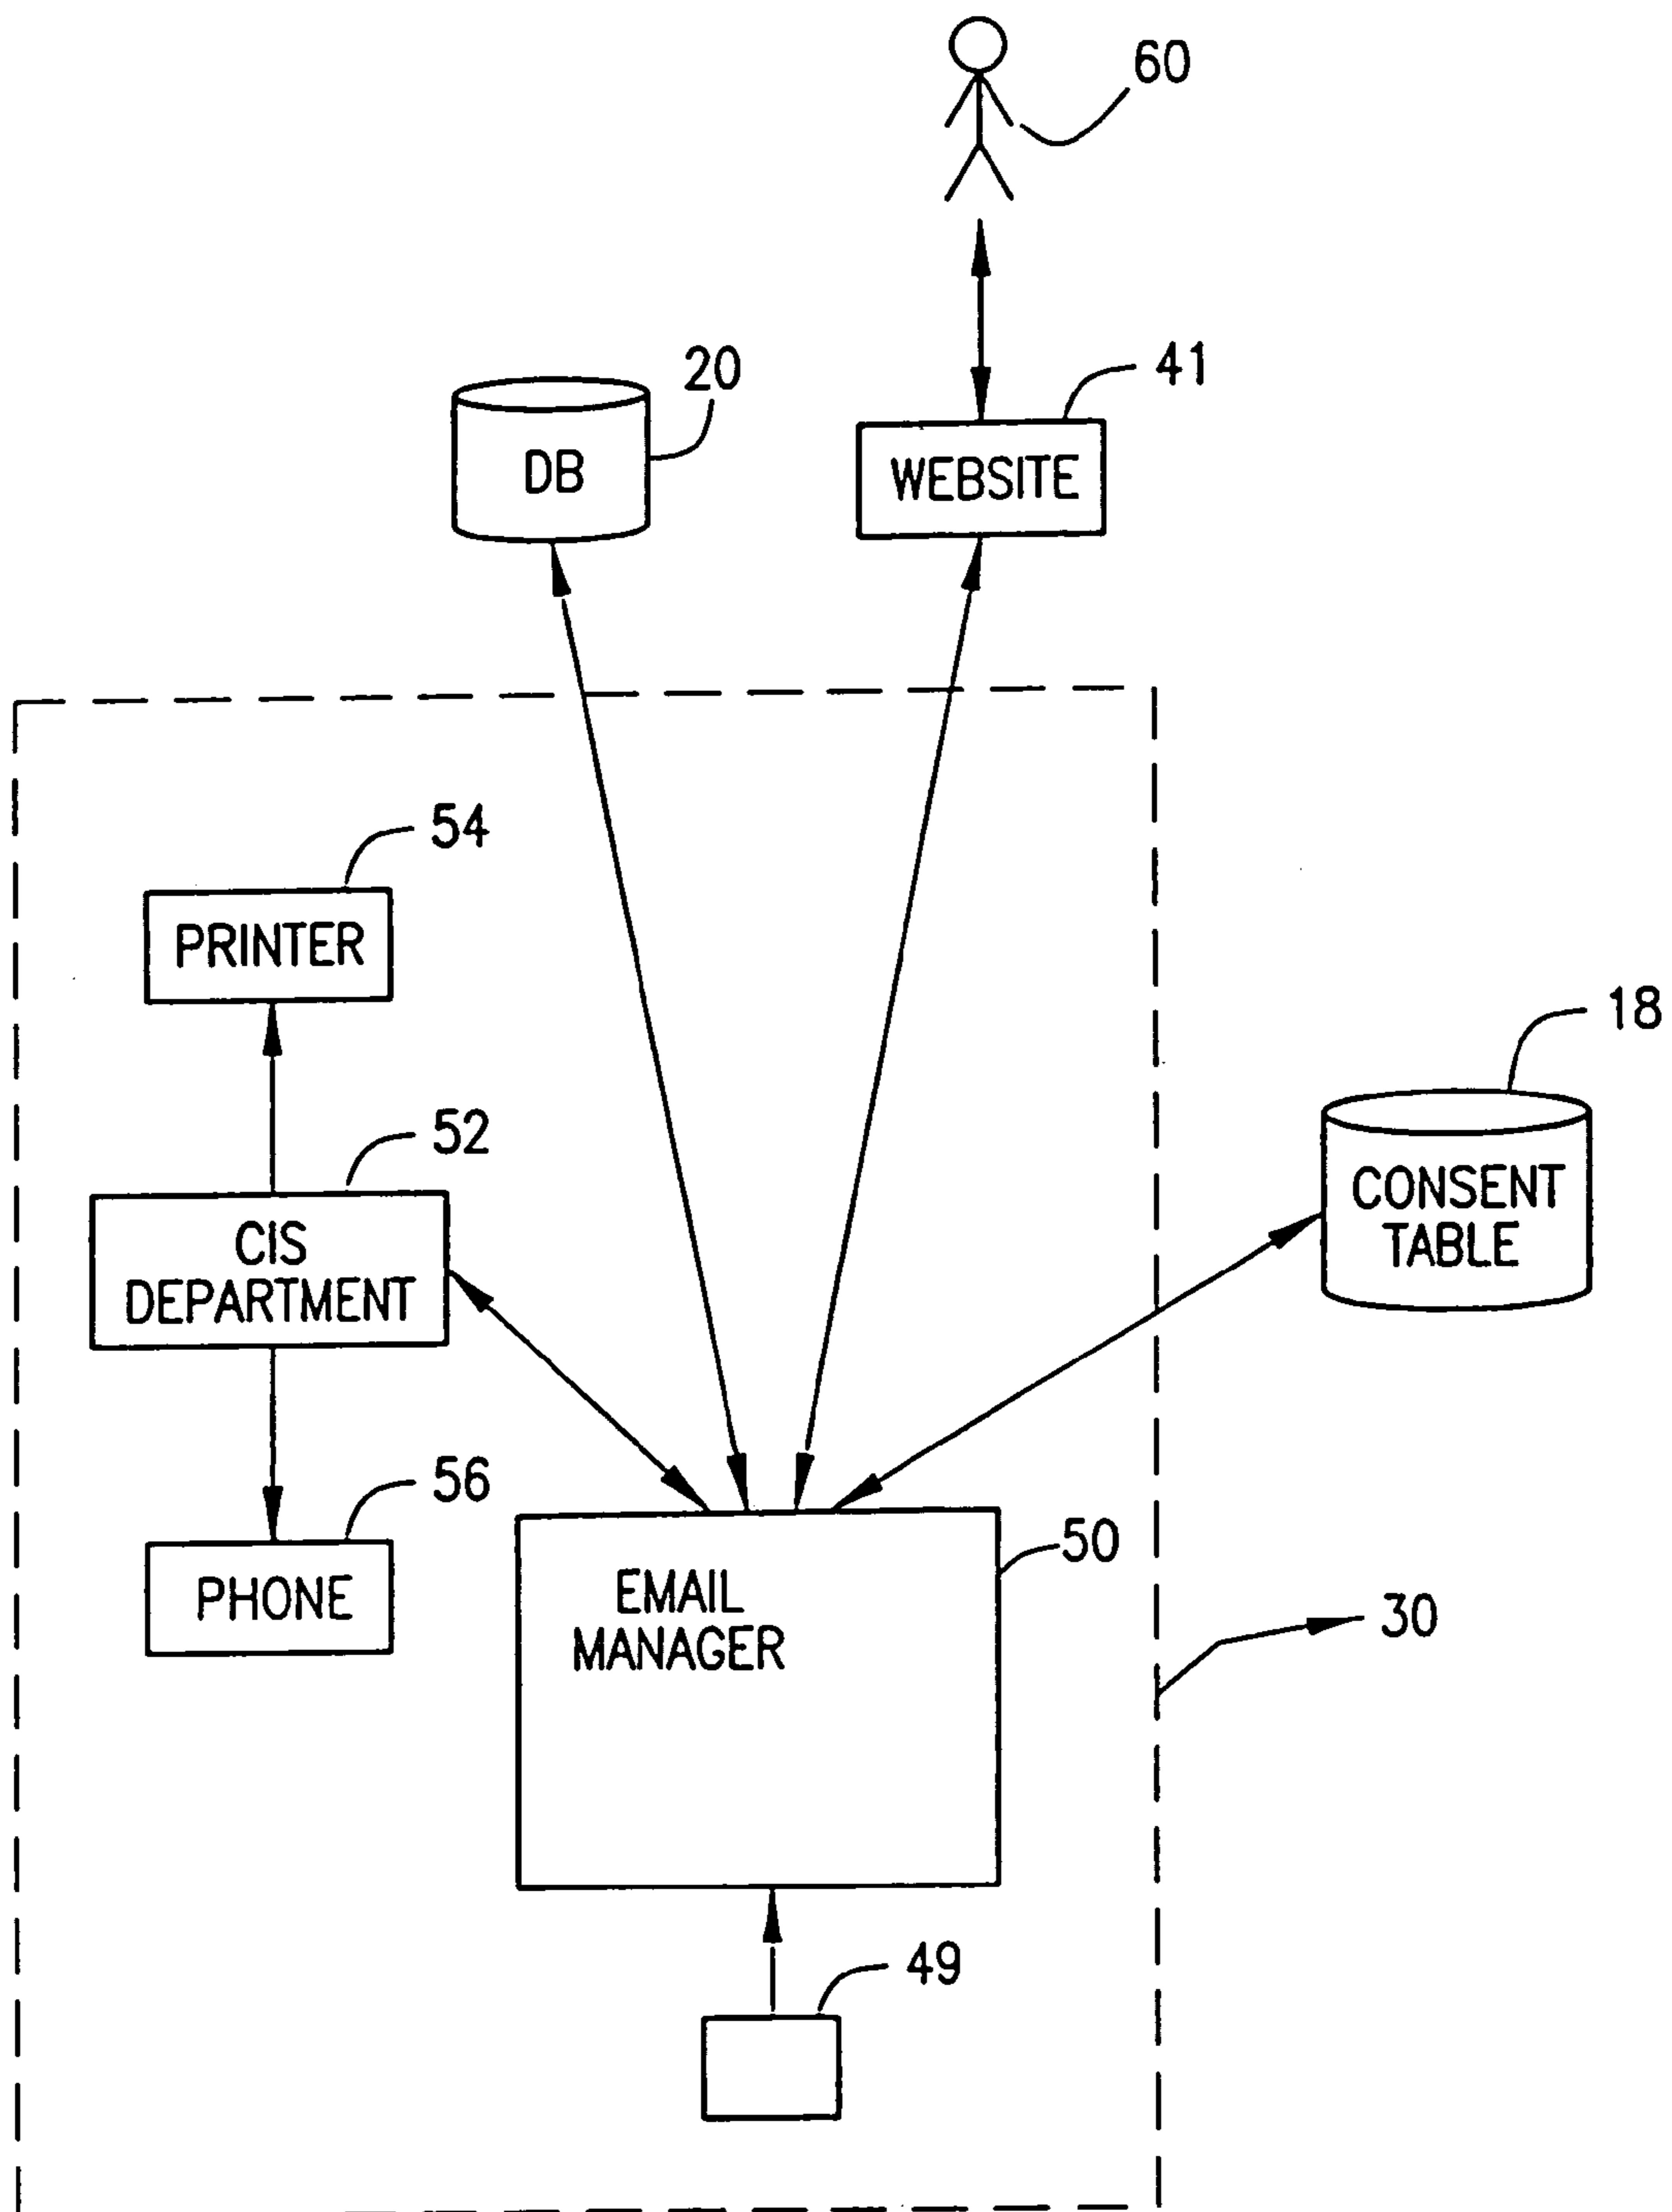 60
20
41
DB
WEBSITE
54
PRINTER
18
52
CONSENT
TABLE
CIS
DEPARTMENT
56
50
PHONE
EMAIL
MANAGER
30
49